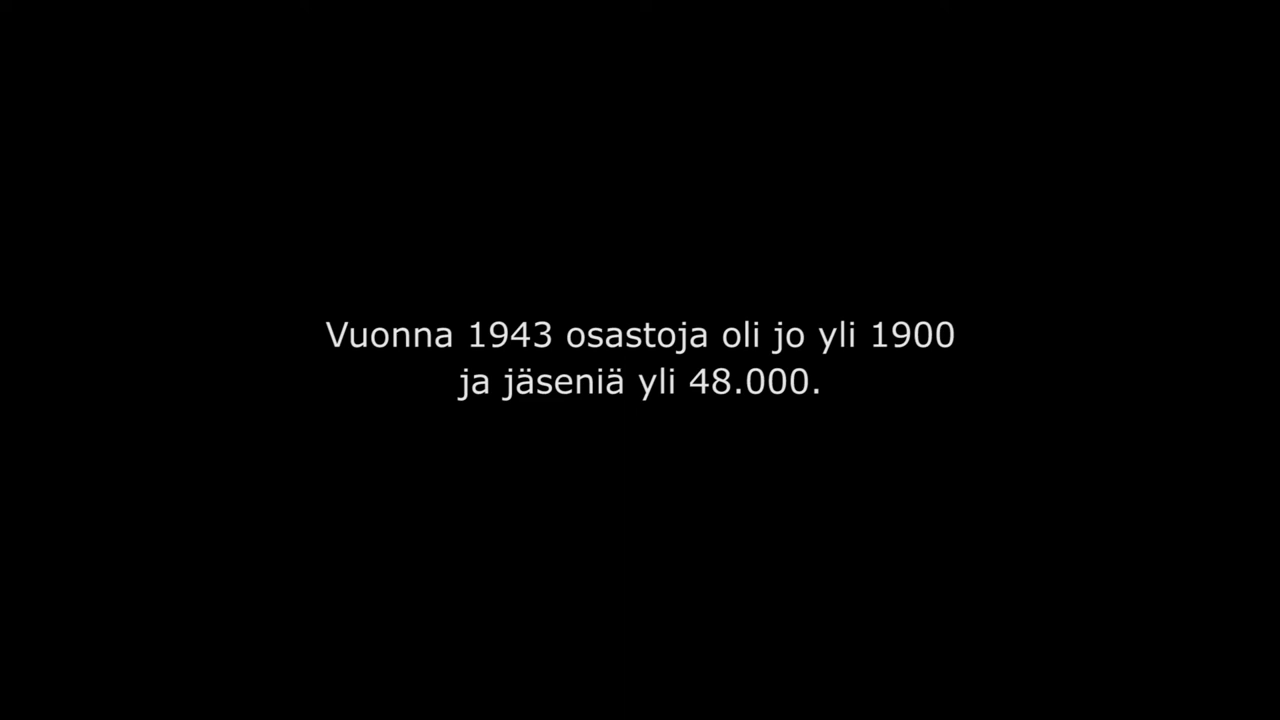 Vuonna 1943 osastoja oli jo yli 1900
ja jäseniä yli 48.000.